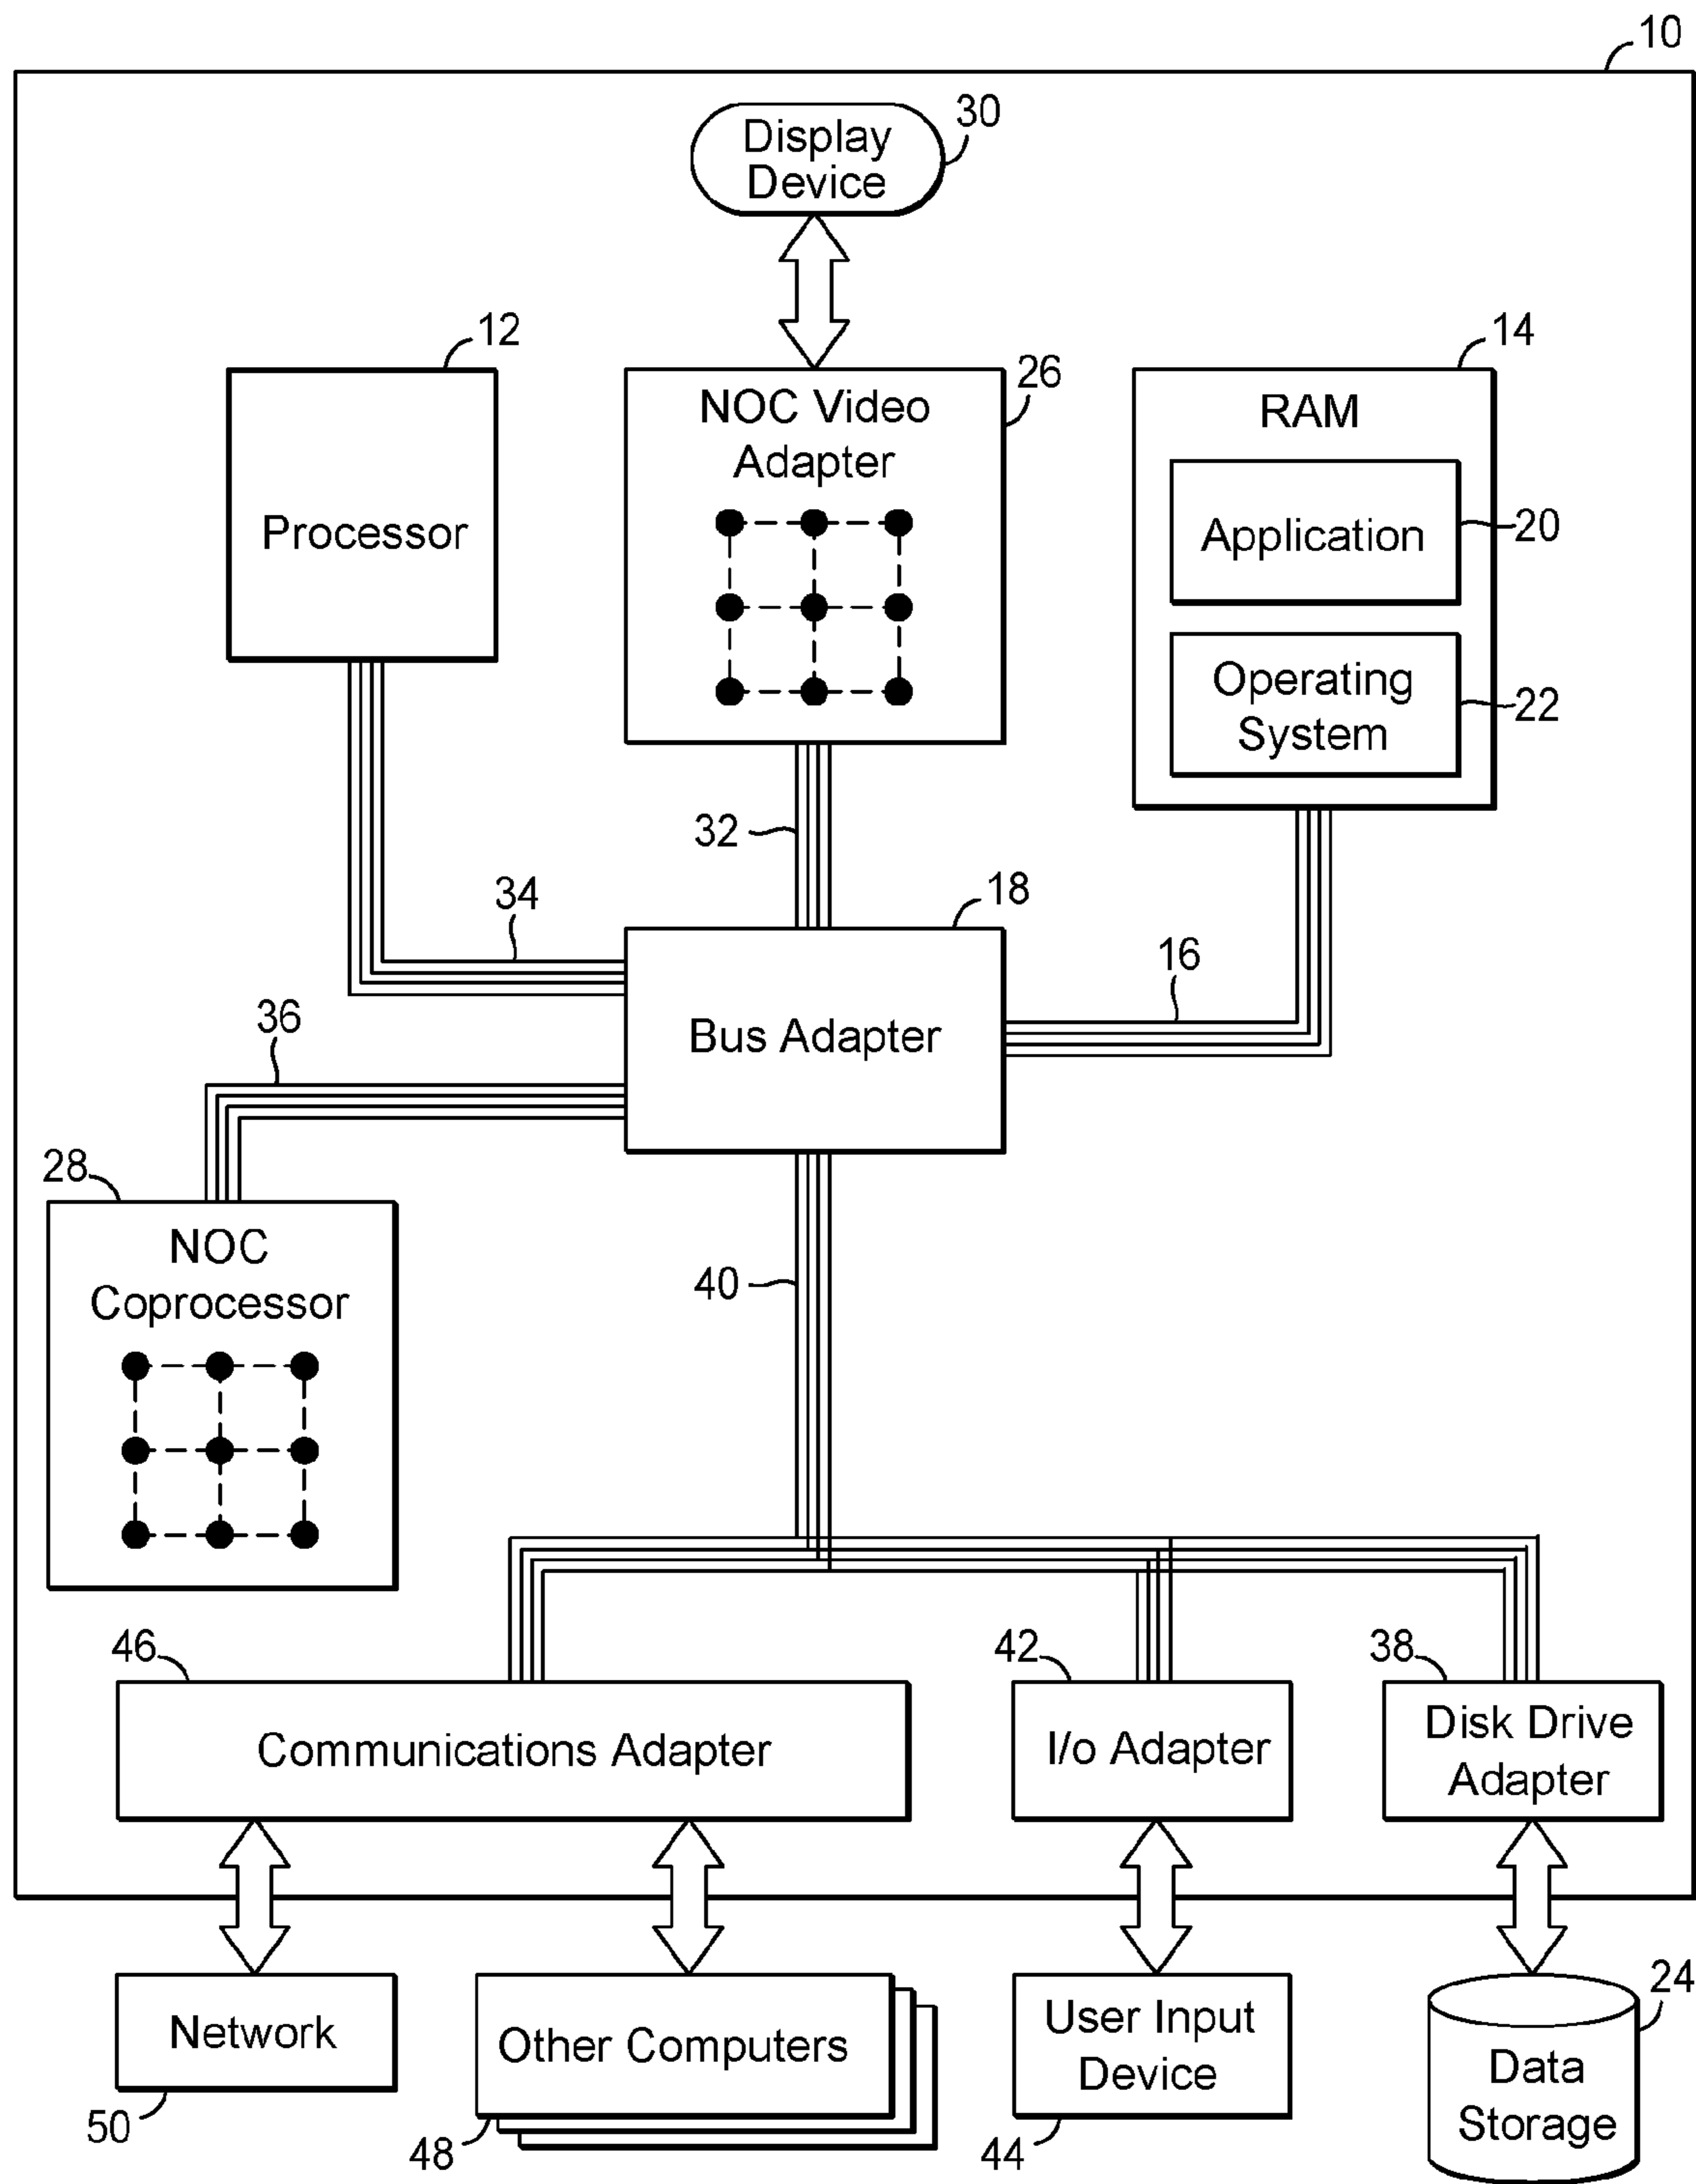 10
Display
Device
30
12
Processor
NOC Video
Adapter
26
14
RAM
Application
20
Operating
System
22
32
34
18
Bus Adapter
16
36
28
NOC
Coprocessor
40
46
Communications Adapter
42
I/o Adapter
38
Disk Drive
Adapter
Network
50
Other Computers
48
User Input
Device
44
24
Data
Storage